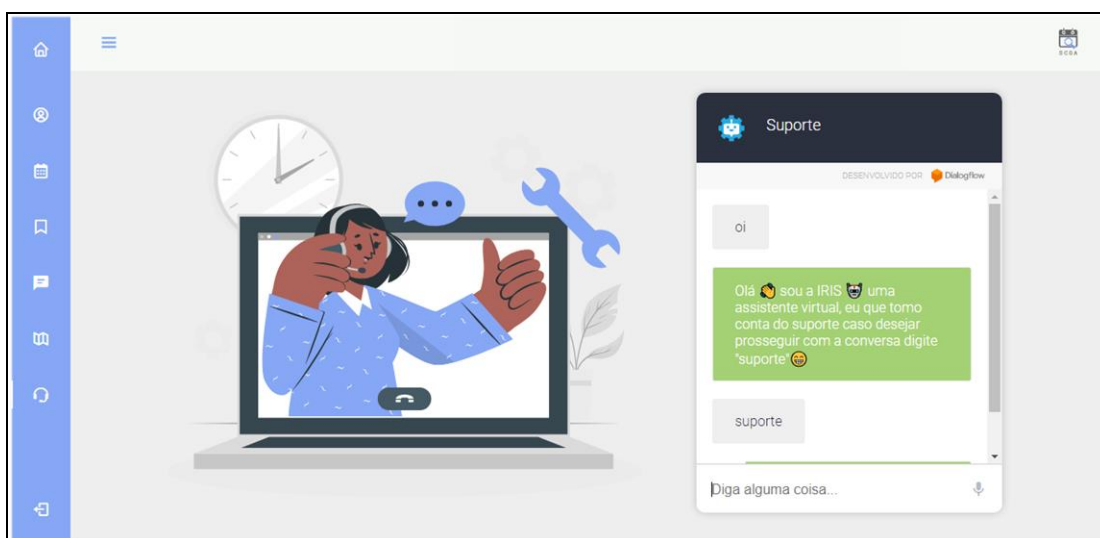 SCGA
Suporte
DESENVOLVIDO POR Dialogflow
oi
Olá 👏 sou a IRIS 🤡 uma
assistente virtual, eu que tomo
conta do suporte caso desejar
prosseguir com a conversa digite
"suporte"😁
suporte
Diga alguma coisa...